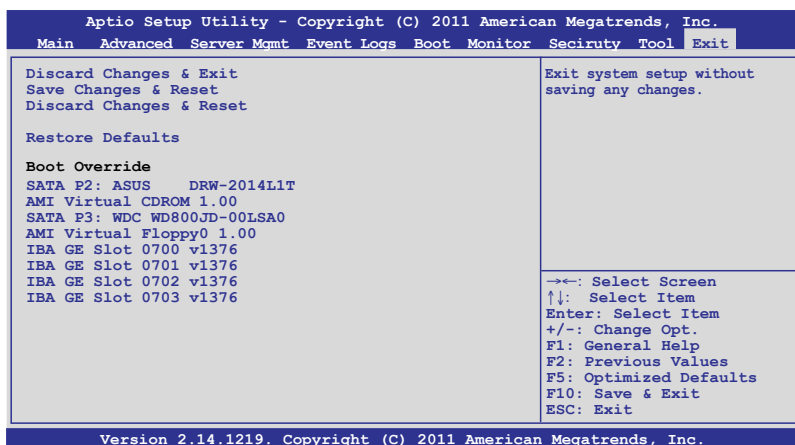 Aptio Setup Utility - Copyright (C) 2011 American Megatrends, Inc.
Main Advanced Server Mgmt Event Logs Boot Monitor Seciruty Tool Exit
Discard Changes & Exit
Save Changes & Reset
Discard Changes & Reset
Restore Defaults
Boot Override
SATA P2: ASUS DRW-2014L1T
AMI Virtual CDROM 1.00
SATA P3: WDC WD800JD-00LSA0
AMI Virtual Floppy0 1.00
IBA GE Slot 0700 v1376
IBA GE Slot 0701 v1376
IBA GE Slot 0702 v1376
IBA GE Slot 0703 v1376
Exit system setup without
saving any changes.
→←: Select Screen
↑↓: Select Item
Enter: Select Item
+/-: Change Opt.
F1: General Help
F2: Previous Values
F5: Optimized Defaults
F10: Save & Exit
ESC: Exit
Version 2.14.1219. Copyright (C) 2011 American Megatrends, Inc.